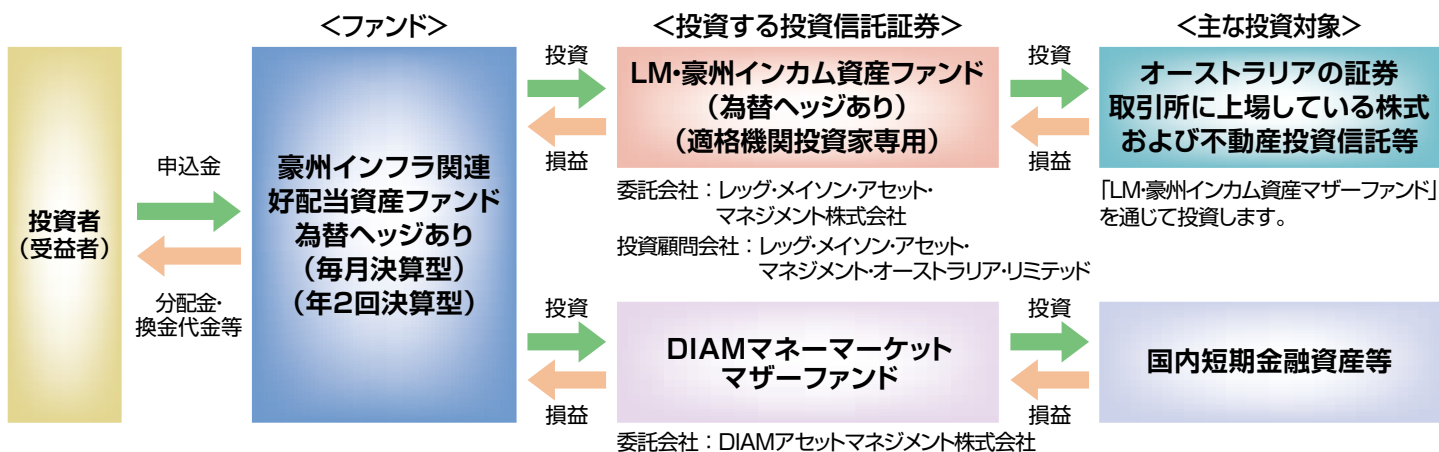 <ファンド>
<投資する投資信託証券>
<主な投資対象>
投資者
(受益者)
申込金
分配金・
換金代金等
豪州インフラ関連
好配当資産ファンド
為替ヘッジあり
(毎月決算型)
(年2回決算型)
投資
損益
LM・豪州インカム資産ファンド
(為替ヘッジあり)
(適格機関投資家専用)
投資
損益
オーストラリアの証券
取引所に上場している株式
および不動産投資信託等
委託会社:レッグ・メイソン・アセット・
マネジメント株式会社
投資顧問会社:レッグ・メイソン・アセット・
マネジメント・オーストラリア・リミテッド
「LM・豪州インカム資産マザーファンド」
を通じて投資します。
投資
損益
DIAMマネーマーケット
マザーファンド
投資
損益
国内短期金融資産等
委託会社:DIAMアセットマネジメント株式会社